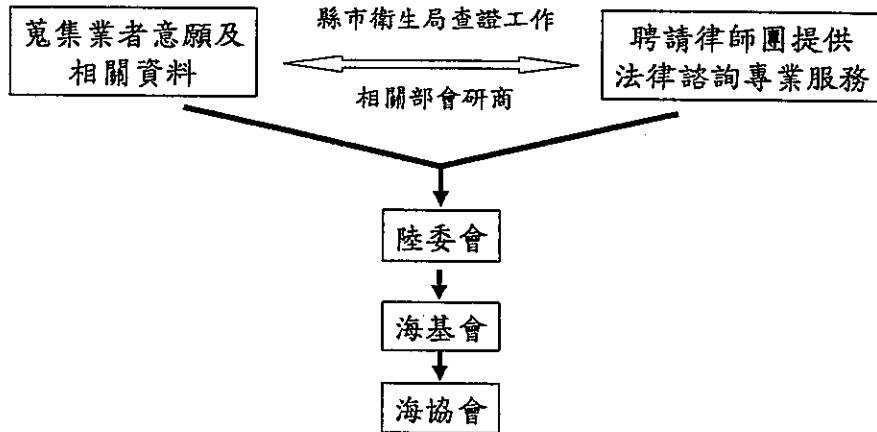 蒐集業者意願及
相關資料
縣市衛生局查證工作
相關部會研商
聘請律師團提供
法律諮詢專業服務
陸委會
海基會
海協會